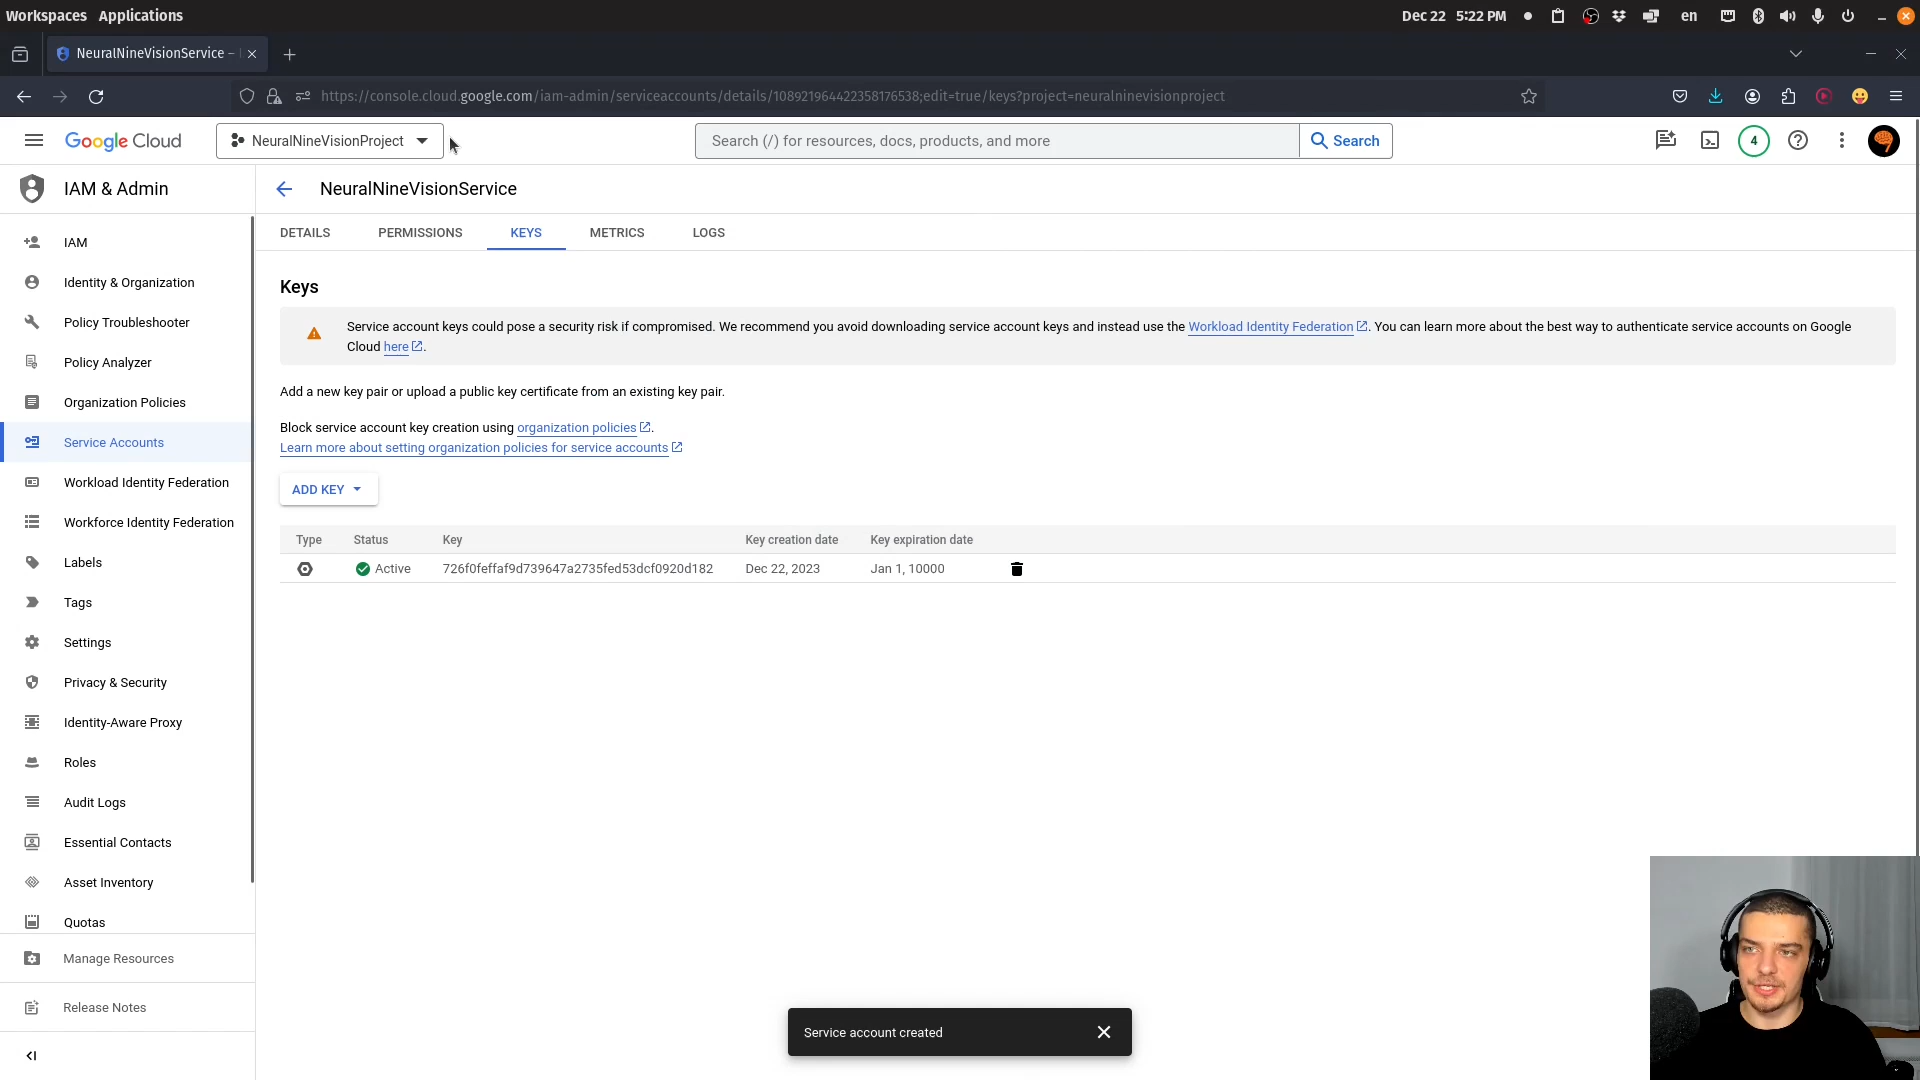 Workspaces Applications
Dec 22 5:22 PM
en
NeuralNineVisionService –
https://console.cloud.google.com/iam-admin/serviceaccounts/details/108921964422358176538;edit=true/keys?project=neuralninevisionproject
Google Cloud
NeuralNineVisionProject
Search (/) for resources, docs, products, and more
Search
4
IAM & Admin
NeuralNineVisionService
DETAILS
PERMISSIONS
KEYS
METRICS
LOGS
IAM
Identity & Organization
Policy Troubleshooter
Policy Analyzer
Organization Policies
Service Accounts
Workload Identity Federation
Workforce Identity Federation
Labels
Tags
Settings
Privacy & Security
Identity-Aware Proxy
Roles
Audit Logs
Essential Contacts
Asset Inventory
Quotas
Manage Resources
Release Notes
Keys
Service account keys could pose a security risk if compromised. We recommend you avoid downloading service account keys and instead use the Workload Identity Federation. You can learn more about the best way to authenticate service accounts on Google
Cloud here.
Add a new key pair or upload a public key certificate from an existing key pair.
Block service account key creation using organization policies.
Learn more about setting organization policies for service accounts
ADD KEY
Type Status Key Key creation date Key expiration date
Active 726f0feffaf9d739647a2735fed53dcf0920d182 Dec 22, 2023 Jan 1, 10000
Service account created